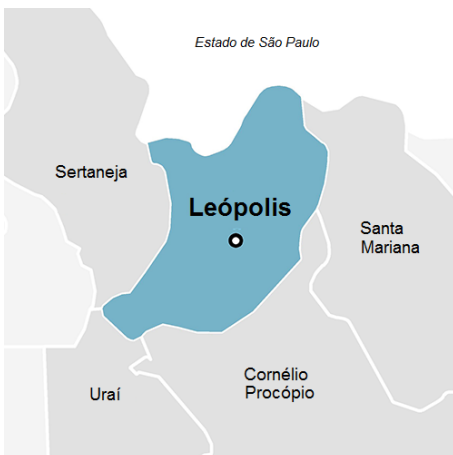 Estado de São Paulo
Sertaneja
Leópolis
Santa
Mariana
Uraí
Cornélio
Procópio